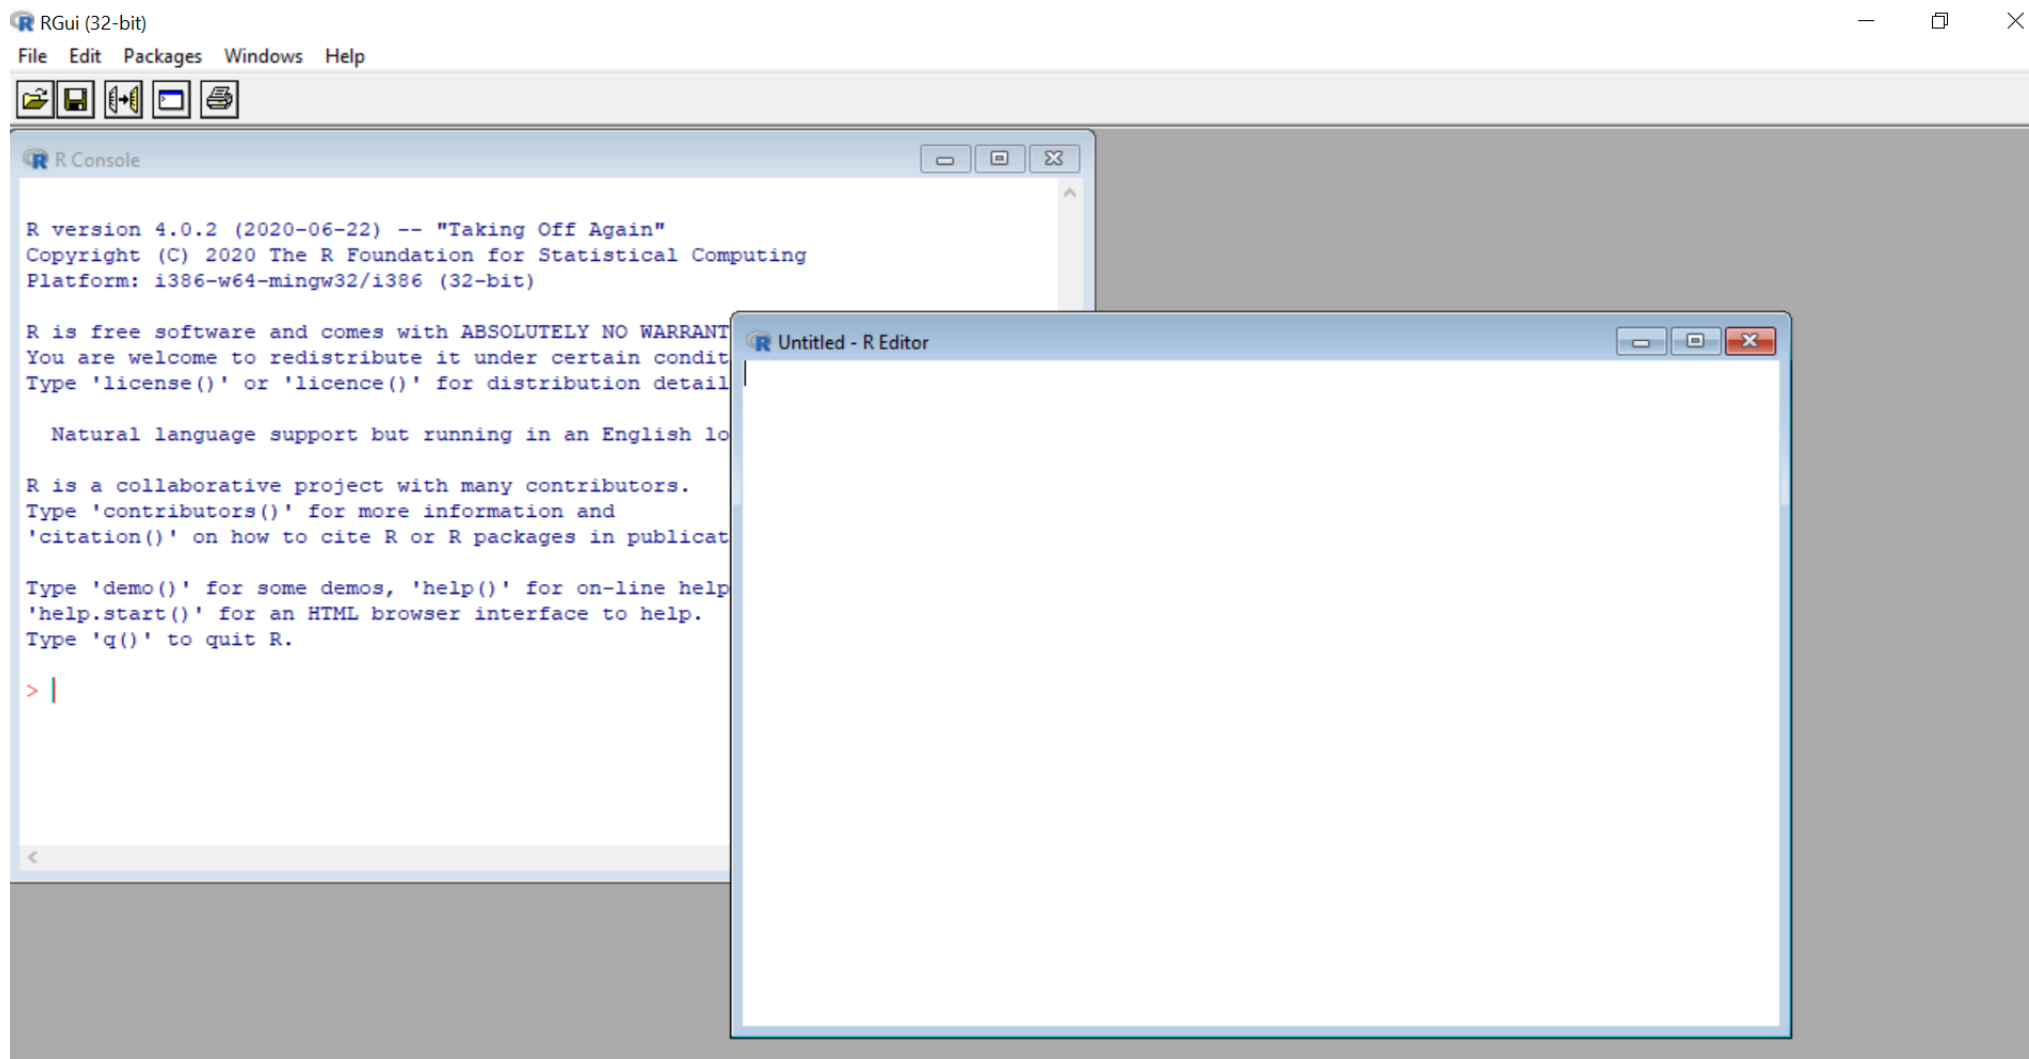 RGui (32-bit)
File Edit Packages Windows Help
R Console
R version 4.0.2 (2020-06-22) -- "Taking Off Again"
Copyright (C) 2020 The R Foundation for Statistical Computing
Platform: i386-w64-mingw32/i386 (32-bit)
R is free software and comes with ABSOLUTELY NO WARRANT
You are welcome to redistribute it under certain condit
Type 'license()' or 'licence()' for distribution detail
Natural language support but running in an English lo
R is a collaborative project with many contributors.
Type 'contributors()' for more information and
'citation()' on how to cite R or R packages in publicat
Type 'demo()' for some demos, 'help()' for on-line help
'help.start()' for an HTML browser interface to help.
Type 'q()' to quit R.
>
Untitled - R Editor